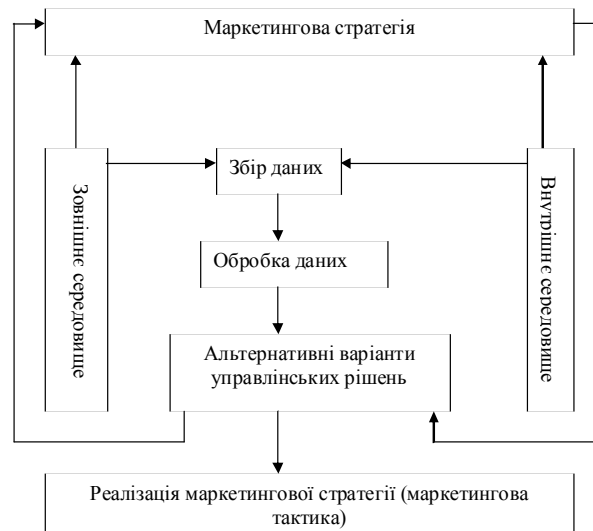 Маркетингова стратегія
Зовнішнє середовище
Збір даних
Внутрішнє середовище
Обробка даних
Альтернативні варіанти
управлінських рішень
Реалізація маркетингової стратегії (маркетингова
тактика)